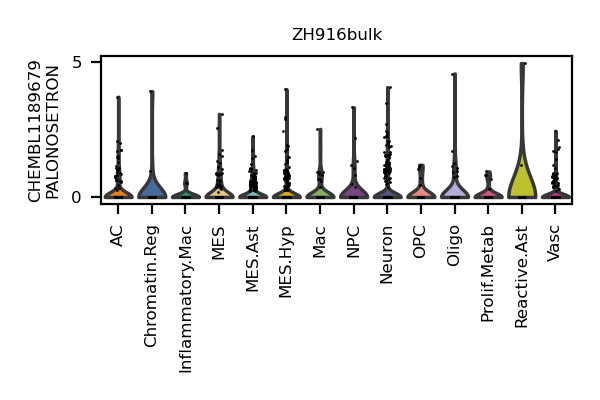 ZH916bulk
CHEMBL1189679
PALONOSETRON
5
0
AC
Chromatin.Reg
Inflammatory.Mac
MES
MES.Ast
MES.Hyp
Mac
NPC
Neuron
OPC
Oligo
Prolif.Metab
Reactive.Ast
Vasc